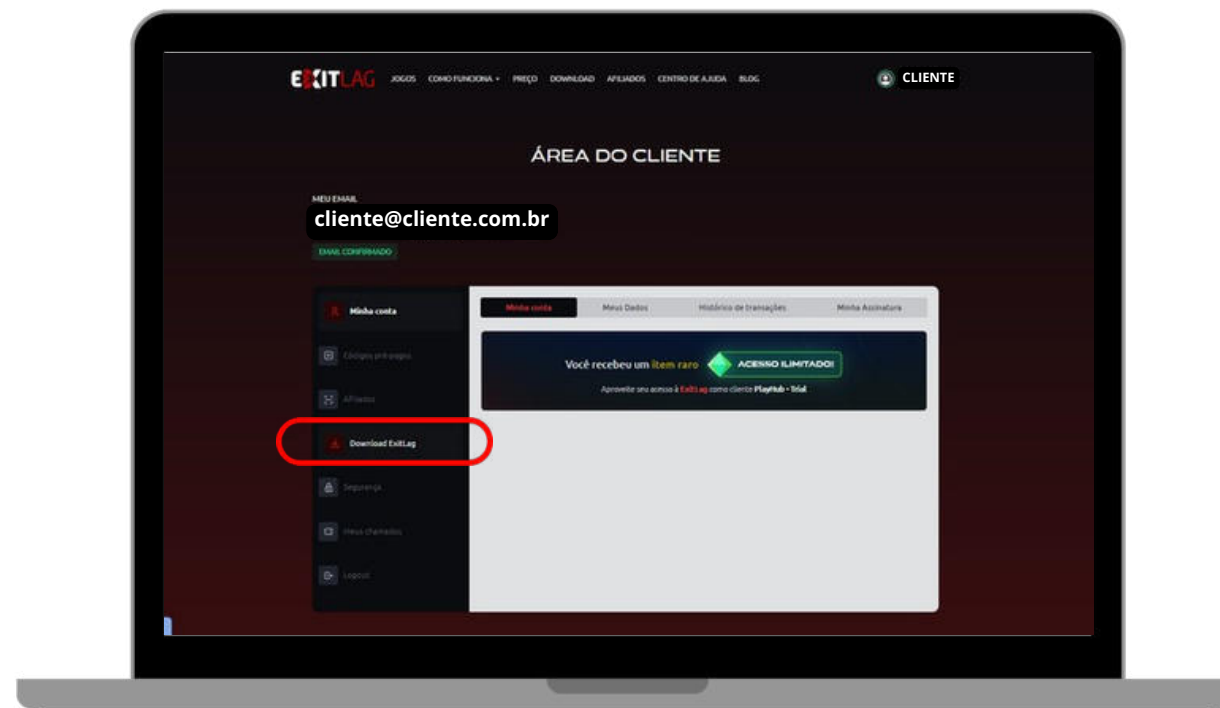 EXITLAG JOGOS COMO FUNCIONA PREÇO DOWNLOAD AFILIADOS CENTRO DE AJUDA BLOG CLIENTE
ÁREA DO CLIENTE
MEU EMAIL
cliente@cliente.com.br
EMAIL CONFIRMADO
Minha conta
Códigos pré-pagos
Afiliados
Download ExitLag
Segurança
Meus chamados
Logout
Minha conta Meus Dados Histórico de transações Minha Assinatura
Você recebeu um item raro ACESSO ILIMITADO!
Aproveite seu acesso à ExitLag como cliente PlayHub - Trial